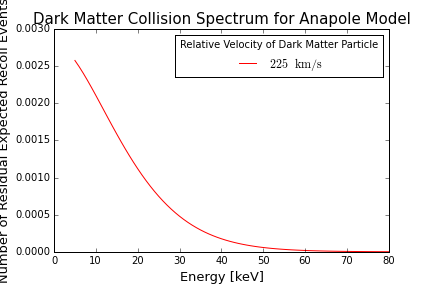 Dark Matter Collision Spectrum for Anapole Model
Number of Residual Expected Recoil Events
0.0030
0.0025
0.0020
0.0015
0.0010
0.0005
0.0000
Relative Velocity of Dark Matter Particle
225 km/s
0 10 20 30 40 50 60 70 80
Energy [keV]